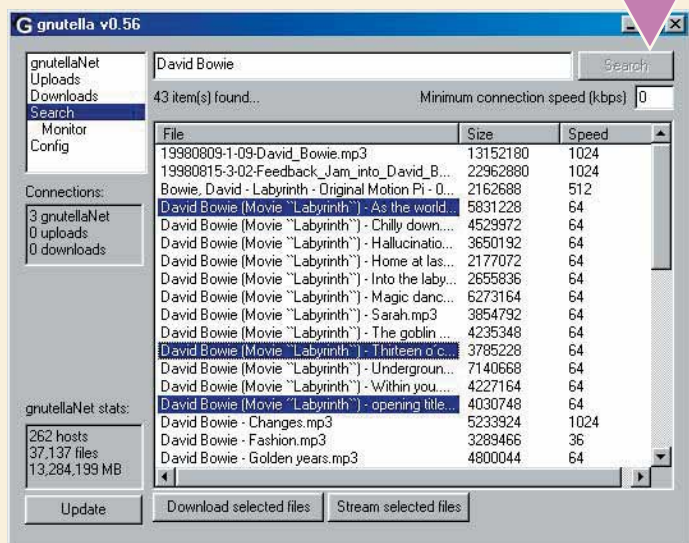 G gnutella v0.56
gnutellaNet
Uploads
Downloads
Search
Monitor
Config
David Bowie
Search
43 item(s) found...
Minimum connection speed (kbps) 0
Connections:
3 gnutellaNet
0 uploads
0 downloads
File Size Speed
19980809-1-09-David_Bowie.mp3 13152180 1024
19980815-3-02-Feedback_Jam_into_David_B... 22962880 1024
Bowie, David - Labyrinth - Original Motion Pi - 0... 2162688 512
David Bowie (Movie ``Labyrinth``) - As the world... 5831228 64
David Bowie (Movie ``Labyrinth``) - Chilly down.... 4529972 64
David Bowie (Movie ``Labyrinth``) - Hallucinatio... 3650192 64
David Bowie (Movie ``Labyrinth``) - Home at las... 2177072 64
David Bowie (Movie ``Labyrinth``) - Into the laby... 2655836 64
David Bowie (Movie ``Labyrinth``) - Magic danc... 6273164 64
David Bowie (Movie ``Labyrinth``) - Sarah.mp3 3854792 64
David Bowie (Movie ``Labyrinth``) - The goblin ... 4235348 64
David Bowie (Movie ``Labyrinth``) - Thirteen o`c... 3785228 64
David Bowie (Movie ``Labyrinth``) - Undergroun... 7140668 64
David Bowie (Movie ``Labyrinth``) - Within you.... 4227164 64
David Bowie (Movie ``Labyrinth``) - opening title... 4030748 64
David Bowie - Changes.mp3 5233924 1024
David Bowie - Fashion.mp3 3289466 36
David Bowie - Golden years.mp3 4800044 64
gnutellaNet stats:
262 hosts
37,137 files
13,284,199 MB
Update
Download selected files
Stream selected files